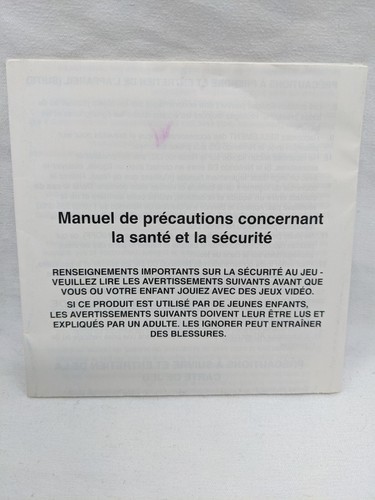 Manuel de précautions concernant
la santé et la sécurité
RENSEIGNEMENTS IMPORTANTS SUR LA SÉCURITÉ AU JEU -
VEUILLEZ LIRE LES AVERTISSEMENTS SUIVANTS AVANT QUE
VOUS OU VOTRE ENFANT JOUIEZ AVEC DES JEUX VIDÉO.
SI CE PRODUIT EST UTILISÉ PAR DE JEUNES ENFANTS,
LES AVERTISSEMENTS SUIVANTS DOIVENT LEUR ÊTRE LUS ET
EXPLIQUÉS PAR UN ADULTE. LES IGNORER PEUT ENTRAÎNER
DES BLESSURES.